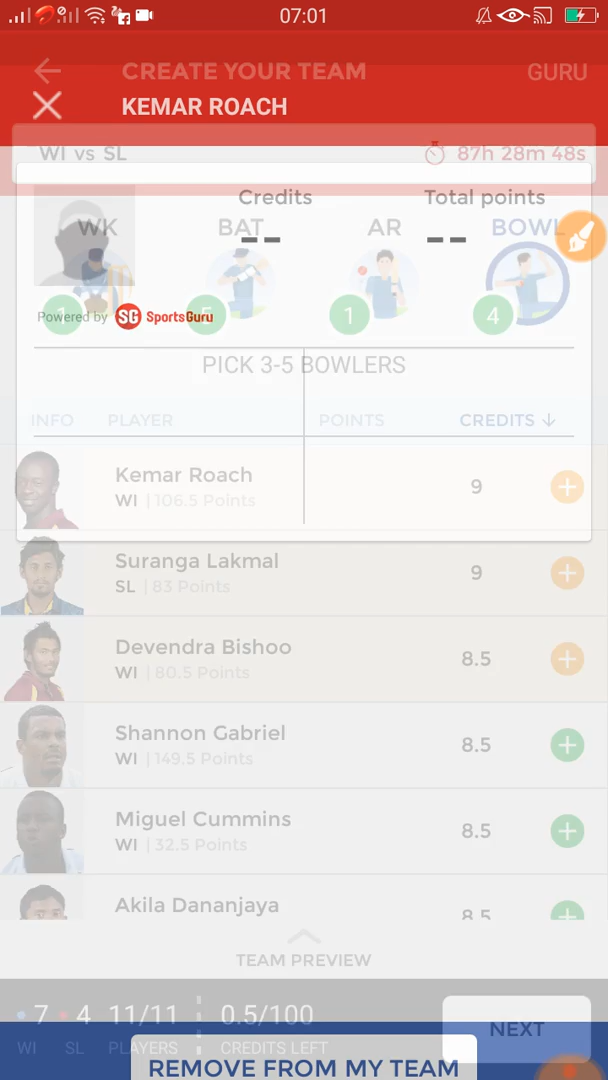 07:01
CREATE YOUR TEAM
GURU
KEMAR ROACH
WI vs SL
87h 28m 48s
Credits
Total points
WK
BAT
AR
BOWL
-- --
1
5
1
4
Powered by SG SportsGuru
PICK 3-5 BOWLERS
INFO PLAYER POINTS CREDITS ↓
Kemar Roach
WI | 106.5 Points
9
Suranga Lakmal
SL | 83 Points
9
Devendra Bishoo
WI | 80.5 Points
8.5
Shannon Gabriel
WI | 149.5 Points
8.5
Miguel Cummins
WI | 32.5 Points
8.5
Akila Dananjaya
8.5
TEAM PREVIEW
7 4 11/11 0.5/100
WI SL PLAYERS CREDITS LEFT
NEXT
REMOVE FROM MY TEAM